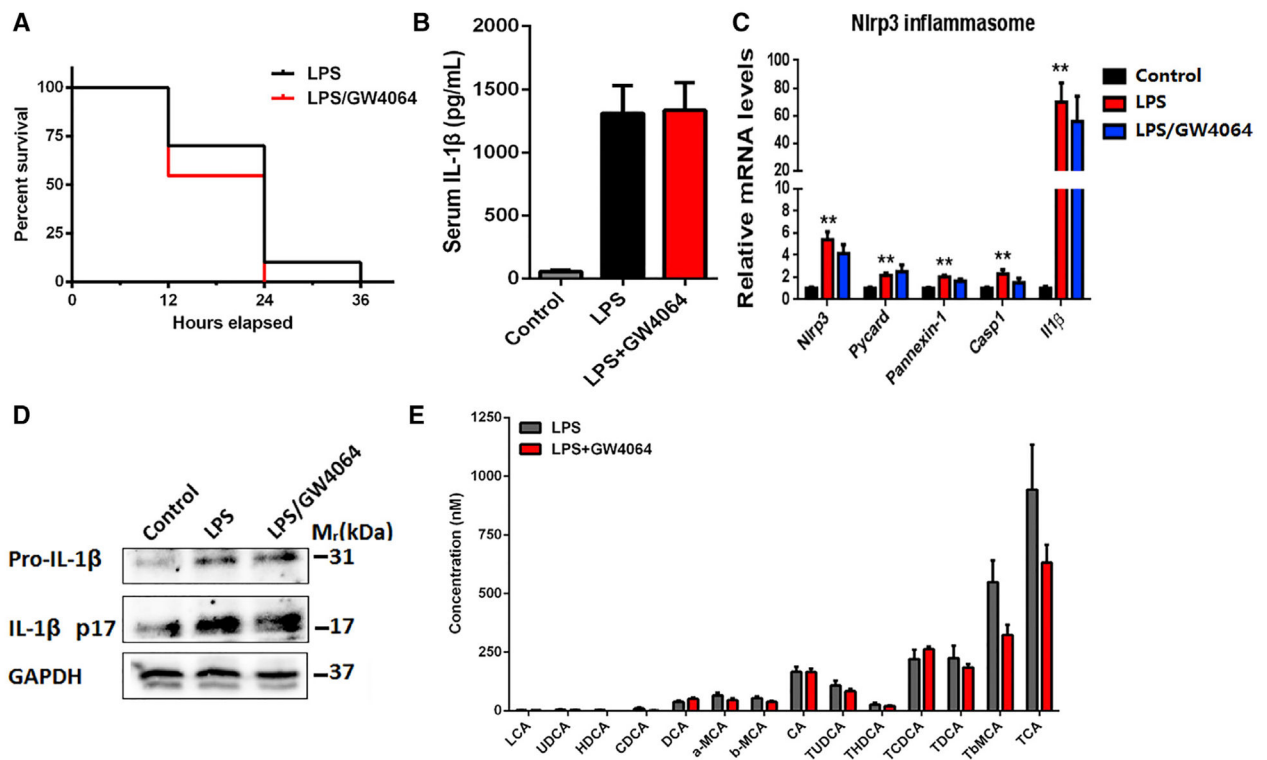 A
100
75
50
25
0
Percent survival
0 12 24 36
Hours elapsed
LPS
LPS/GW4064
B
2000
1500
1000
500
0
Serum IL-1β (pg/mL)
Control
LPS
LPS+GW4064
C
Nlrp3 inflammasome
Relative mRNA levels
100
80
60
40
20
10
8
6
4
2
0
**
**
**
**
**
Nlrp3
Pycard
Pannexin-1
Casp1
Il1β
Control
LPS
LPS/GW4064
D
Control
LPS
LPS/GW4064
Mr(kDa)
Pro-IL-1β
31
IL-1β p17
17
GAPDH
37
E
1250
1000
750
500
250
0
Concentration (nM)
LPS
LPS+GW4064
LCA
UDCA
HDCA
CDCA
DCA
a-MCA
b-MCA
CA
TUDCA
THDCA
TCDCA
TDCA
TbMCA
TCA